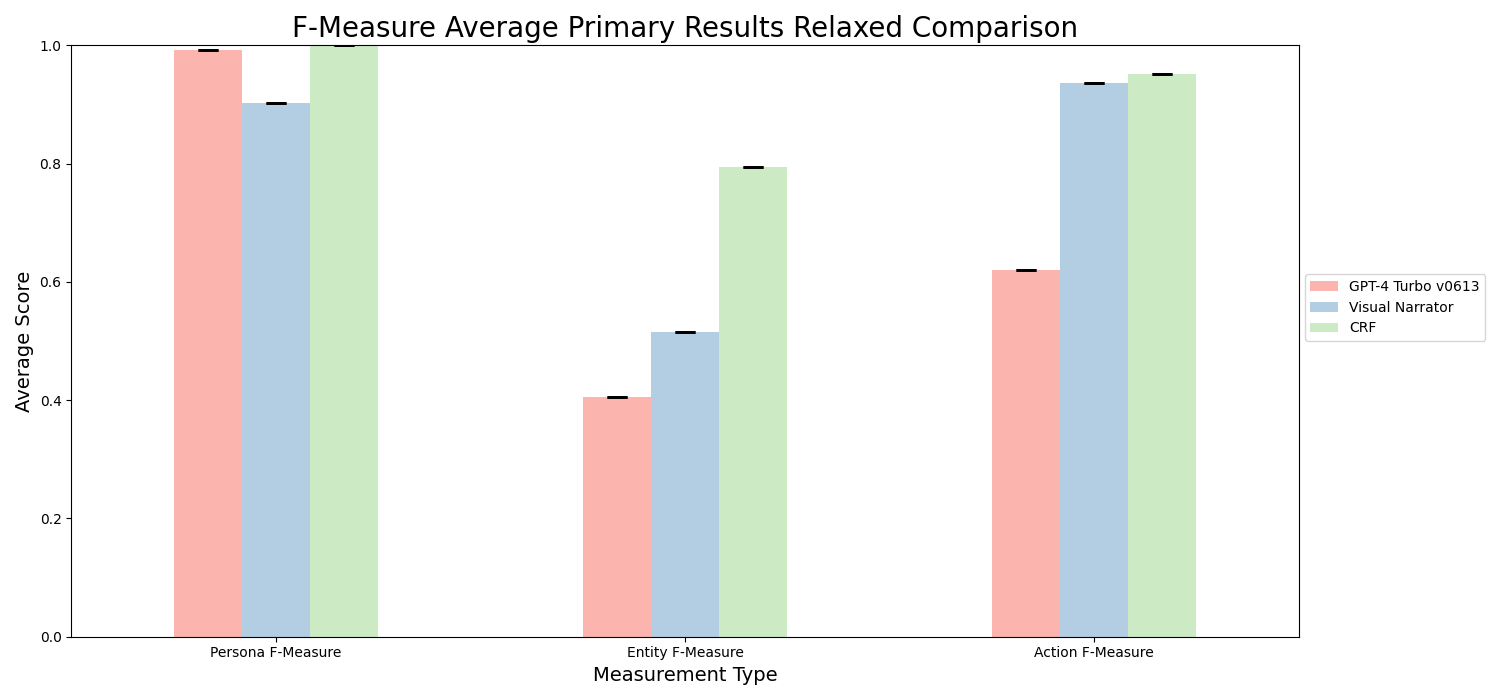 F-Measure Average Primary Results Relaxed Comparison
1.0
0.8
0.6
0.4
0.2
0.0
Average Score
Persona F-Measure
Entity F-Measure
Action F-Measure
Measurement Type
GPT-4 Turbo v0613
Visual Narrator
CRF